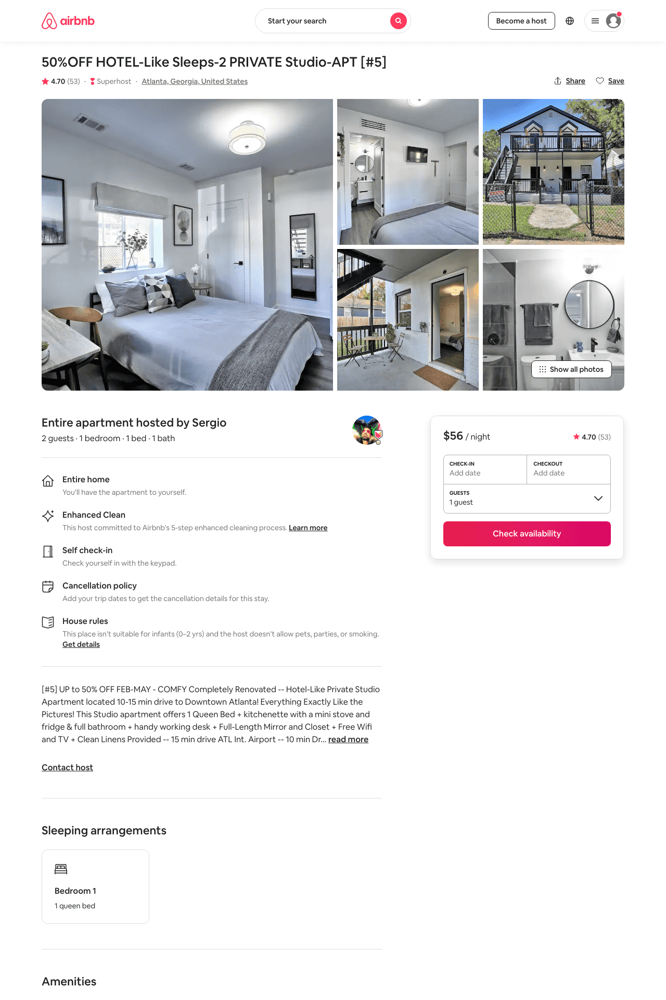 airbnb
Start your search
Become a host
50%OFF HOTEL-Like Sleeps-2 PRIVATE Studio-APT [#5]
4.70 (53) · Superhost · Atlanta, Georgia, United States
Share
Save
Show all photos
Entire apartment hosted by Sergio
2 guests · 1 bedroom · 1 bed · 1 bath
Entire home
You'll have the apartment to yourself.
Enhanced Clean
This host committed to Airbnb's 5-step enhanced cleaning process. Learn more
Self check-in
Check yourself in with the keypad.
Cancellation policy
Add your trip dates to get the cancellation details for this stay.
House rules
This place isn't suitable for infants (0–2 yrs) and the host doesn't allow pets, parties, or smoking.
Get details
$56 / night
4.70 (53)
CHECK-IN
Add date
CHECKOUT
Add date
GUESTS
1 guest
Check availability
[#5] UP to 50% OFF FEB-MAY - COMFY Completely Renovated -- Hotel-Like Private Studio
Apartment located 10-15 min drive to Downtown Atlanta! Everything Exactly Like the
Pictures! This Studio apartment offers 1 Queen Bed + kitchenette with a mini stove and
fridge & full bathroom + handy working desk + Full-Length Mirror and Closet + Free Wifi
and TV + Clean Linens Provided -- 15 min drive ATL Int. Airport -- 10 min Dr... read more
Contact host
Sleeping arrangements
Bedroom 1
1 queen bed
Amenities